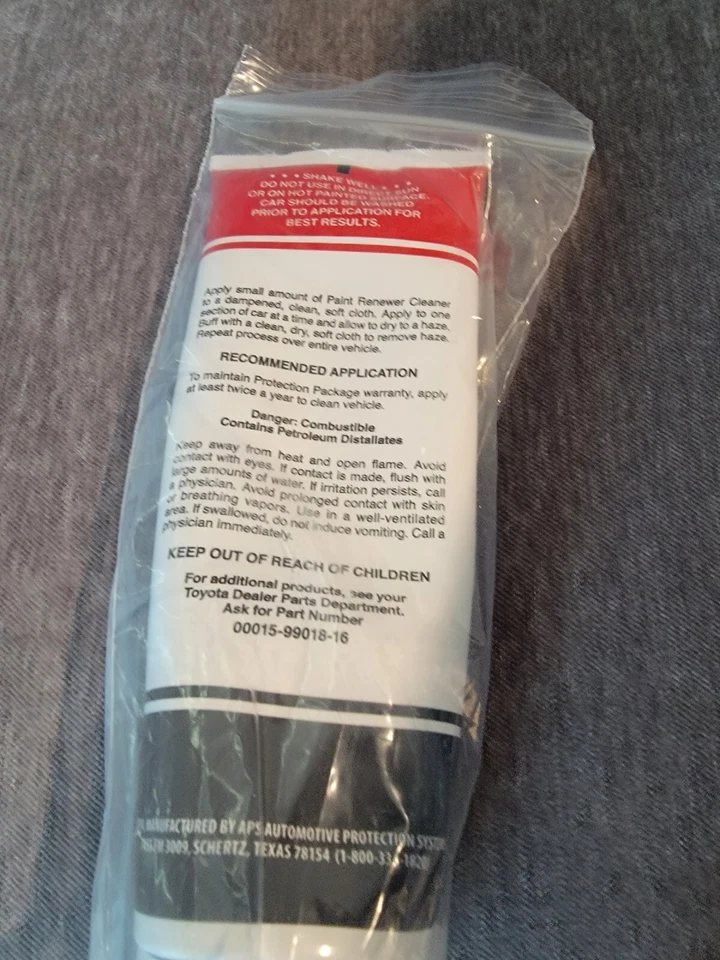 • • • SHAKE WELL • • •
DO NOT USE IN DIRECT SUN
OR ON HOT PAINTED SURFACE.
CAR SHOULD BE WASHED
PRIOR TO APPLICATION FOR
BEST RESULTS.
Apply small amount of Paint Renewer Cleaner
to a dampened, clean, soft cloth. Apply to one
section of car at a time and allow to dry to a haze.
Buff with a clean, dry, soft cloth to remove haze.
Repeat process over entire vehicle.
RECOMMENDED APPLICATION
To maintain Protection Package warranty, apply
at least twice a year to clean vehicle.
Danger: Combustible
Contains Petroleum Distallates
Keep away from heat and open flame. Avoid
contact with eyes. If contact is made, flush with
large amounts of water. If irritation persists, call
a physician. Avoid prolonged contact with skin
or breathing vapors. Use in a well-ventilated
area. If swallowed, do not induce vomiting. Call a
physician immediately.
KEEP OUT OF REACH OF CHILDREN
For additional products, see your
Toyota Dealer Parts Department.
Ask for Part Number
00015-99018-16
MANUFACTURED BY APS AUTOMOTIVE PROTECTION
3009, SCHERTZ, TEXAS 78154